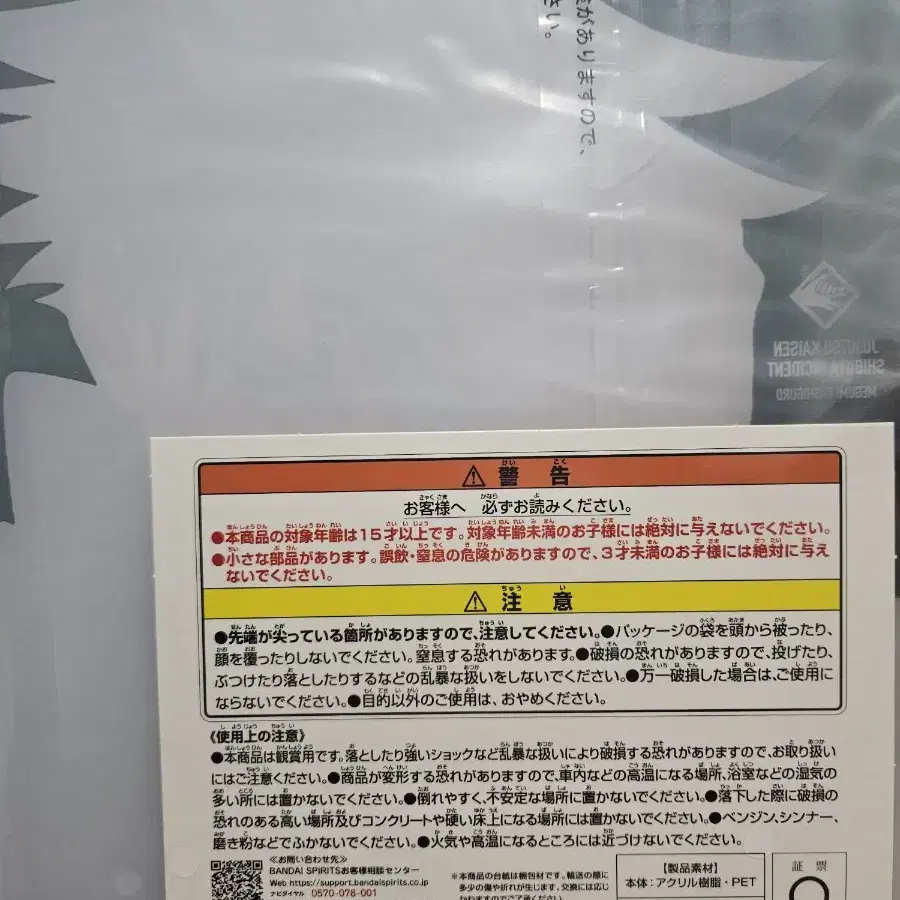 がありますので、
さい。
JUJUTSU KAISEN
SHIBUYA INCIDENT
MEGUMI FUSHIGURO
⚠ 警告
お客様へ 必ずお読みください。
●本商品の対象年齢は15才以上です。対象年齢未満のお子様には絶対に与えないでください。
●小さな部品があります。誤飲・窒息の危険がありますので、3才未満のお子様には絶対に与え
ないでください。
⚠ 注意
●先端が尖っている箇所がありますので、注意してください。●パッケージの袋を頭から被ったり、
顔を覆ったりしないでください。窒息する恐れがあります。●破損の恐れがありますので、投げたり、
ぶつけたり落としたりするなどの乱暴な扱いをしないでください。●万一破損した場合は、ご使用に
ならないでください。●目的以外のご使用は、おやめください。
《使用上の注意》
●本商品は観賞用です。落としたり強いショックなど乱暴な扱いにより破損する恐れがありますので、お取り扱い
にはご注意ください。●商品が変形する恐れがありますので、車内などの高温になる場所、浴室などの湿気の
多い所には置かないでください。●倒れやすく、不安定な場所に置かないでください。●落下した際に破損の
恐れのある高い場所及びコンクリートや硬い床上になる場所には置かないでください。●ベンジン、シンナー、
磨き粉などでふかないでください。●火気や高温になるところには近づけないでください。
≪お問い合わせ先≫
BANDAI SPIRITSお客様相談センター
Web https://support.bandaispirits.co.jp
ナビダイヤル 0570-078-001
※本商品の台紙は梱包材です。輸送の際に
多少の傷や折れが生じます。交換には応じ
かねますのでご了承ください。
【製品素材】
本体：アクリル樹脂・PET
証票